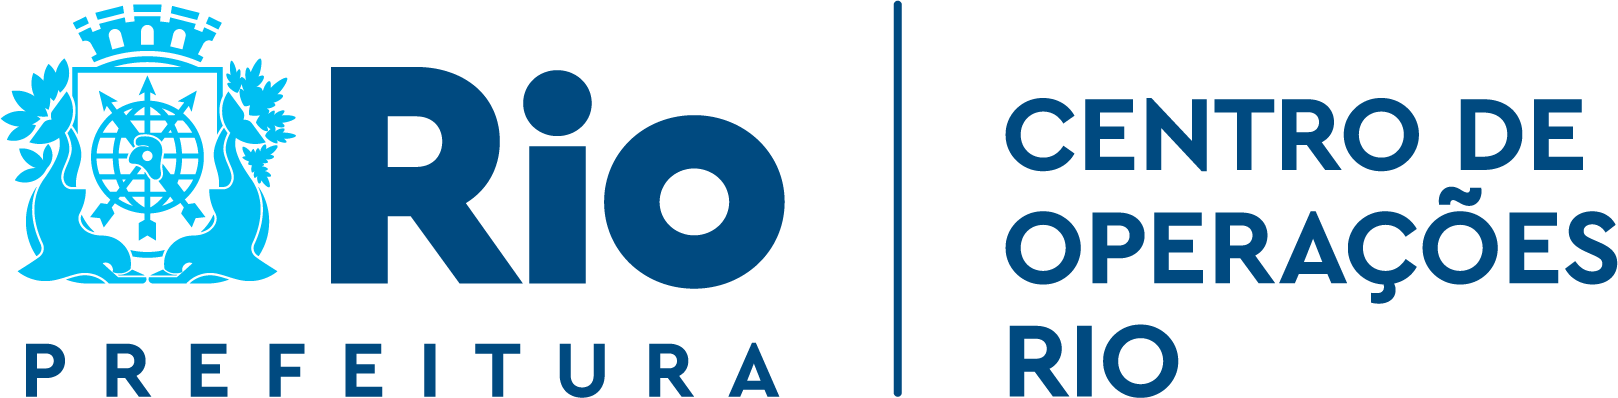 Rio
PREFEITURA
CENTRO DE
OPERAÇÕES
RIO